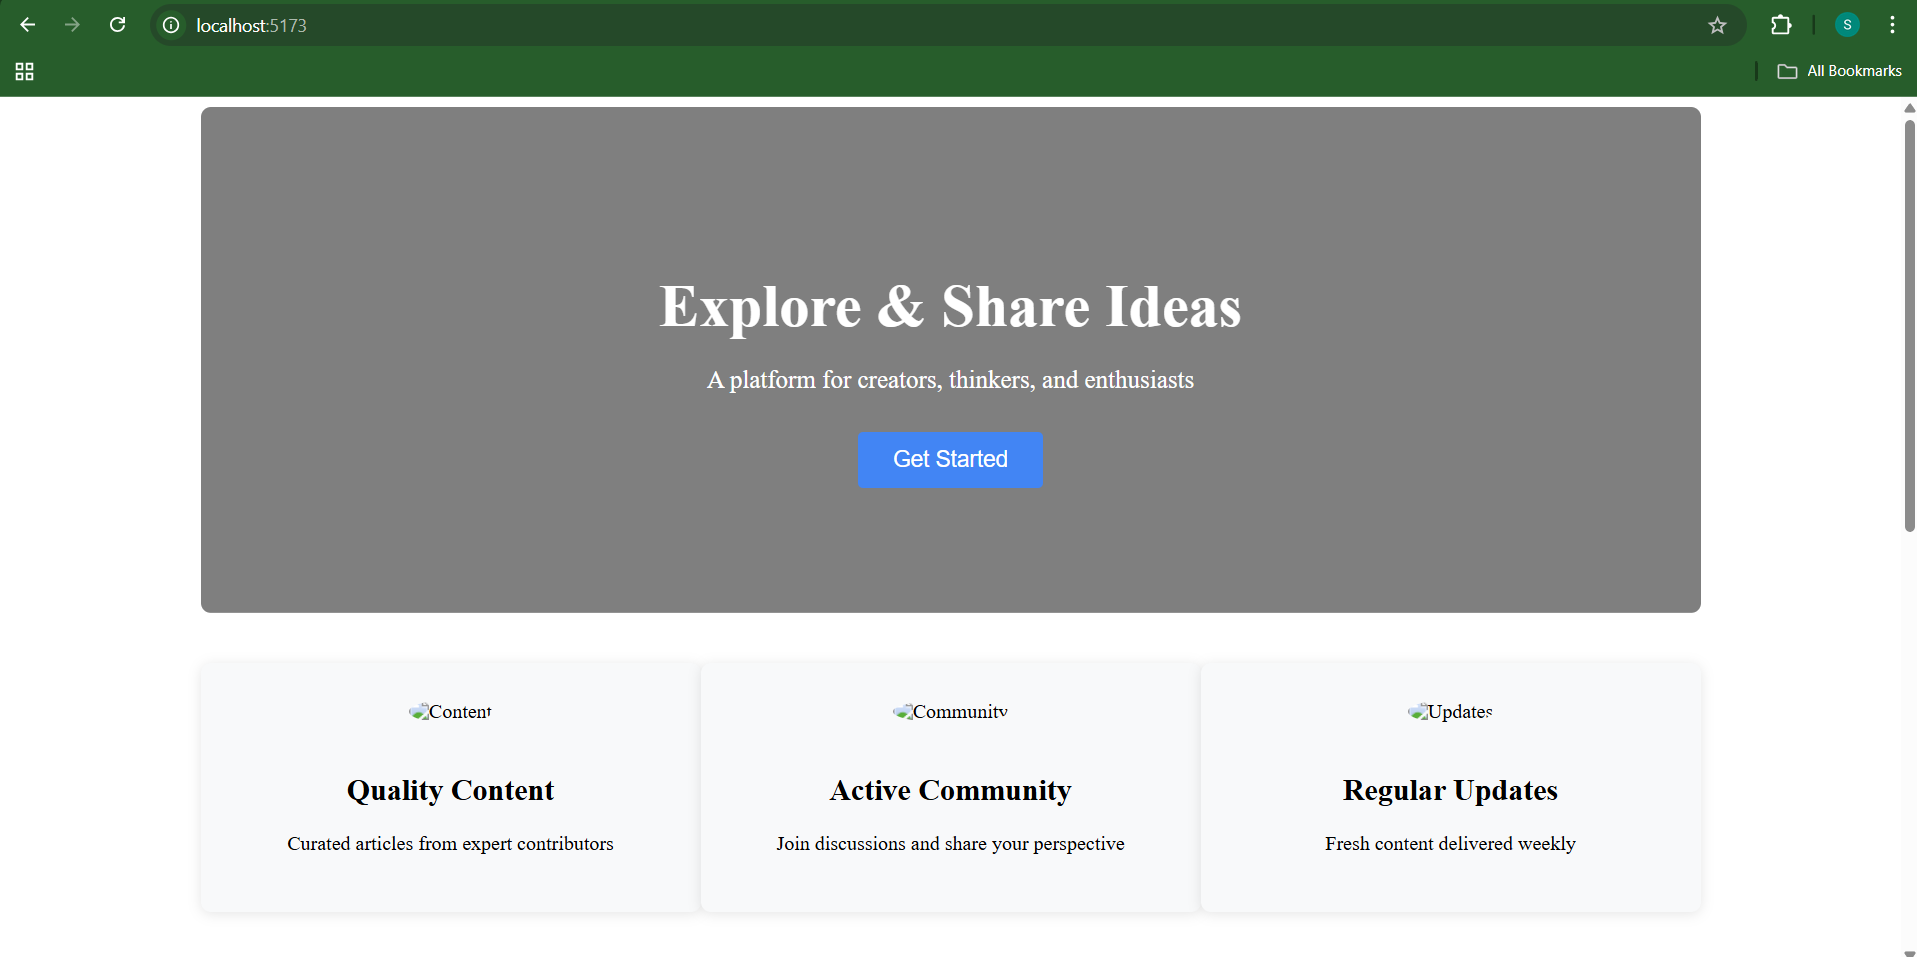 localhost:5173
S
All Bookmarks
Explore & Share Ideas
A platform for creators, thinkers, and enthusiasts
Get Started
Content
Community
Updates
Quality Content
Active Community
Regular Updates
Curated articles from expert contributors
Join discussions and share your perspective
Fresh content delivered weekly